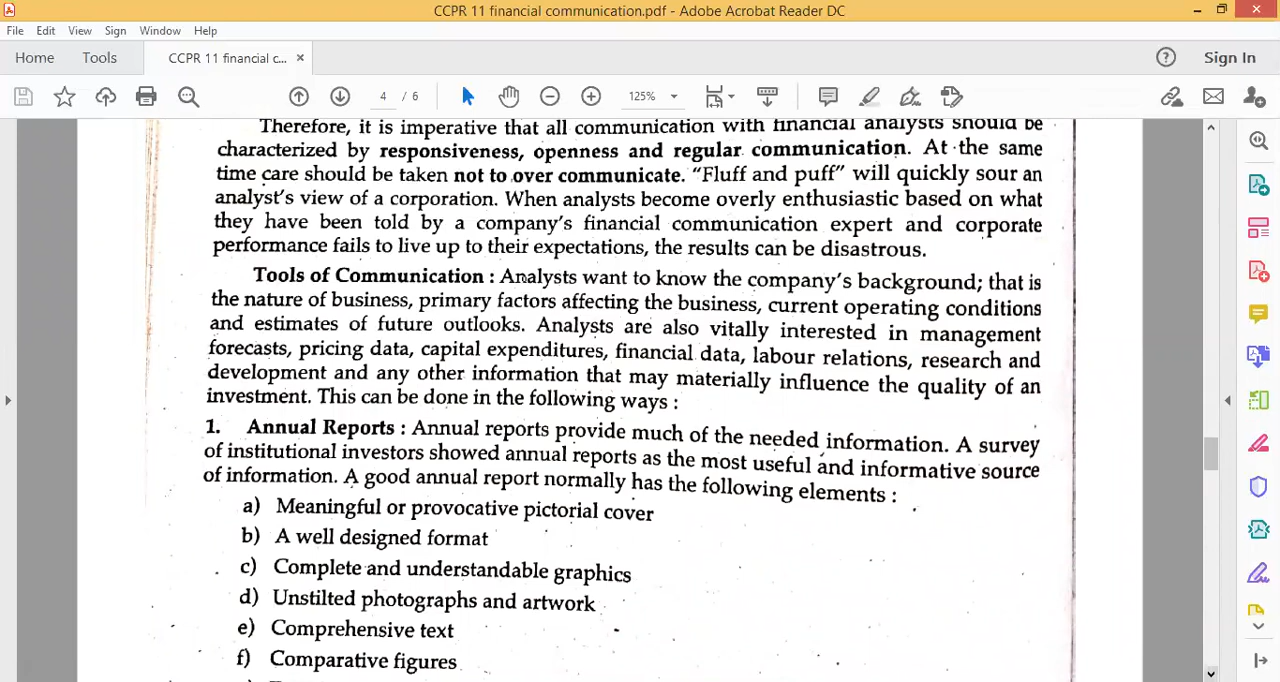 CCPR 11 financial communication.pdf - Adobe Acrobat Reader DC
File Edit View Sign Window Help
Home Tools CCPR 11 financial c... × Sign In
4 / 6 125%
Therefore, it is imperative that all communication with financial analysts should be
characterized by responsiveness, openness and regular communication. At the same
time care should be taken not to over communicate. “Fluff and puff” will quickly sour an
analyst's view of a corporation. When analysts become overly enthusiastic based on what
they have been told by a company's financial communication expert and corporate
performance fails to live up to their expectations, the results can be disastrous.
Tools of Communication : Analysts want to know the company's background; that is
the nature of business, primary factors affecting the business, current operating conditions
and estimates of future outlooks. Analysts are also vitally interested in management
forecasts, pricing data, capital expenditures, financial data, labour relations, research and
development and any other information that may materially influence the quality of an
investment. This can be done in the following ways :
1. Annual Reports : Annual reports provide much of the needed information. A survey
of institutional investors showed annual reports as the most useful and informative source
of information. A good annual report normally has the following elements :
a) Meaningful or provocative pictorial cover
b) A well designed format
c) Complete and understandable graphics
d) Unstilted photographs and artwork
e) Comprehensive text
f) Comparative figures